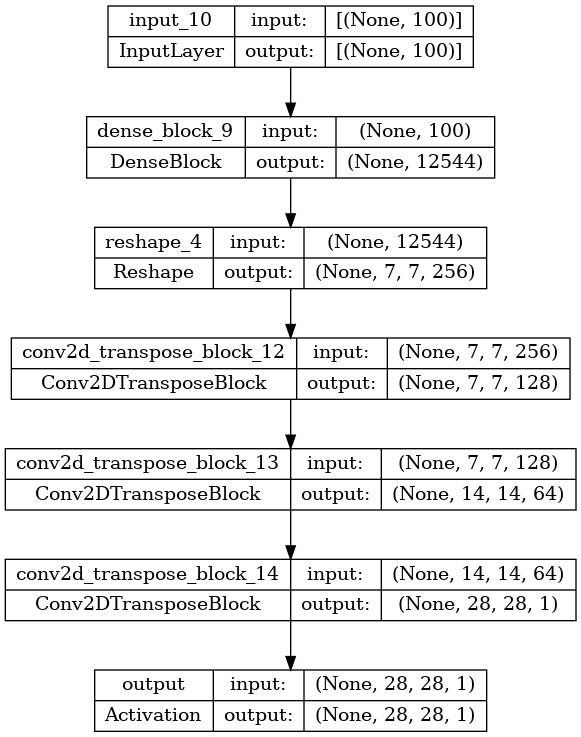 input_10 input: [(None, 100)]
InputLayer output: [(None, 100)]
dense_block_9 input: (None, 100)
DenseBlock output: (None, 12544)
reshape_4 input: (None, 12544)
Reshape output: (None, 7, 7, 256)
conv2d_transpose_block_12 input: (None, 7, 7, 256)
Conv2DTransposeBlock output: (None, 7, 7, 128)
conv2d_transpose_block_13 input: (None, 7, 7, 128)
Conv2DTransposeBlock output: (None, 14, 14, 64)
conv2d_transpose_block_14 input: (None, 14, 14, 64)
Conv2DTransposeBlock output: (None, 28, 28, 1)
output input: (None, 28, 28, 1)
Activation output: (None, 28, 28, 1)